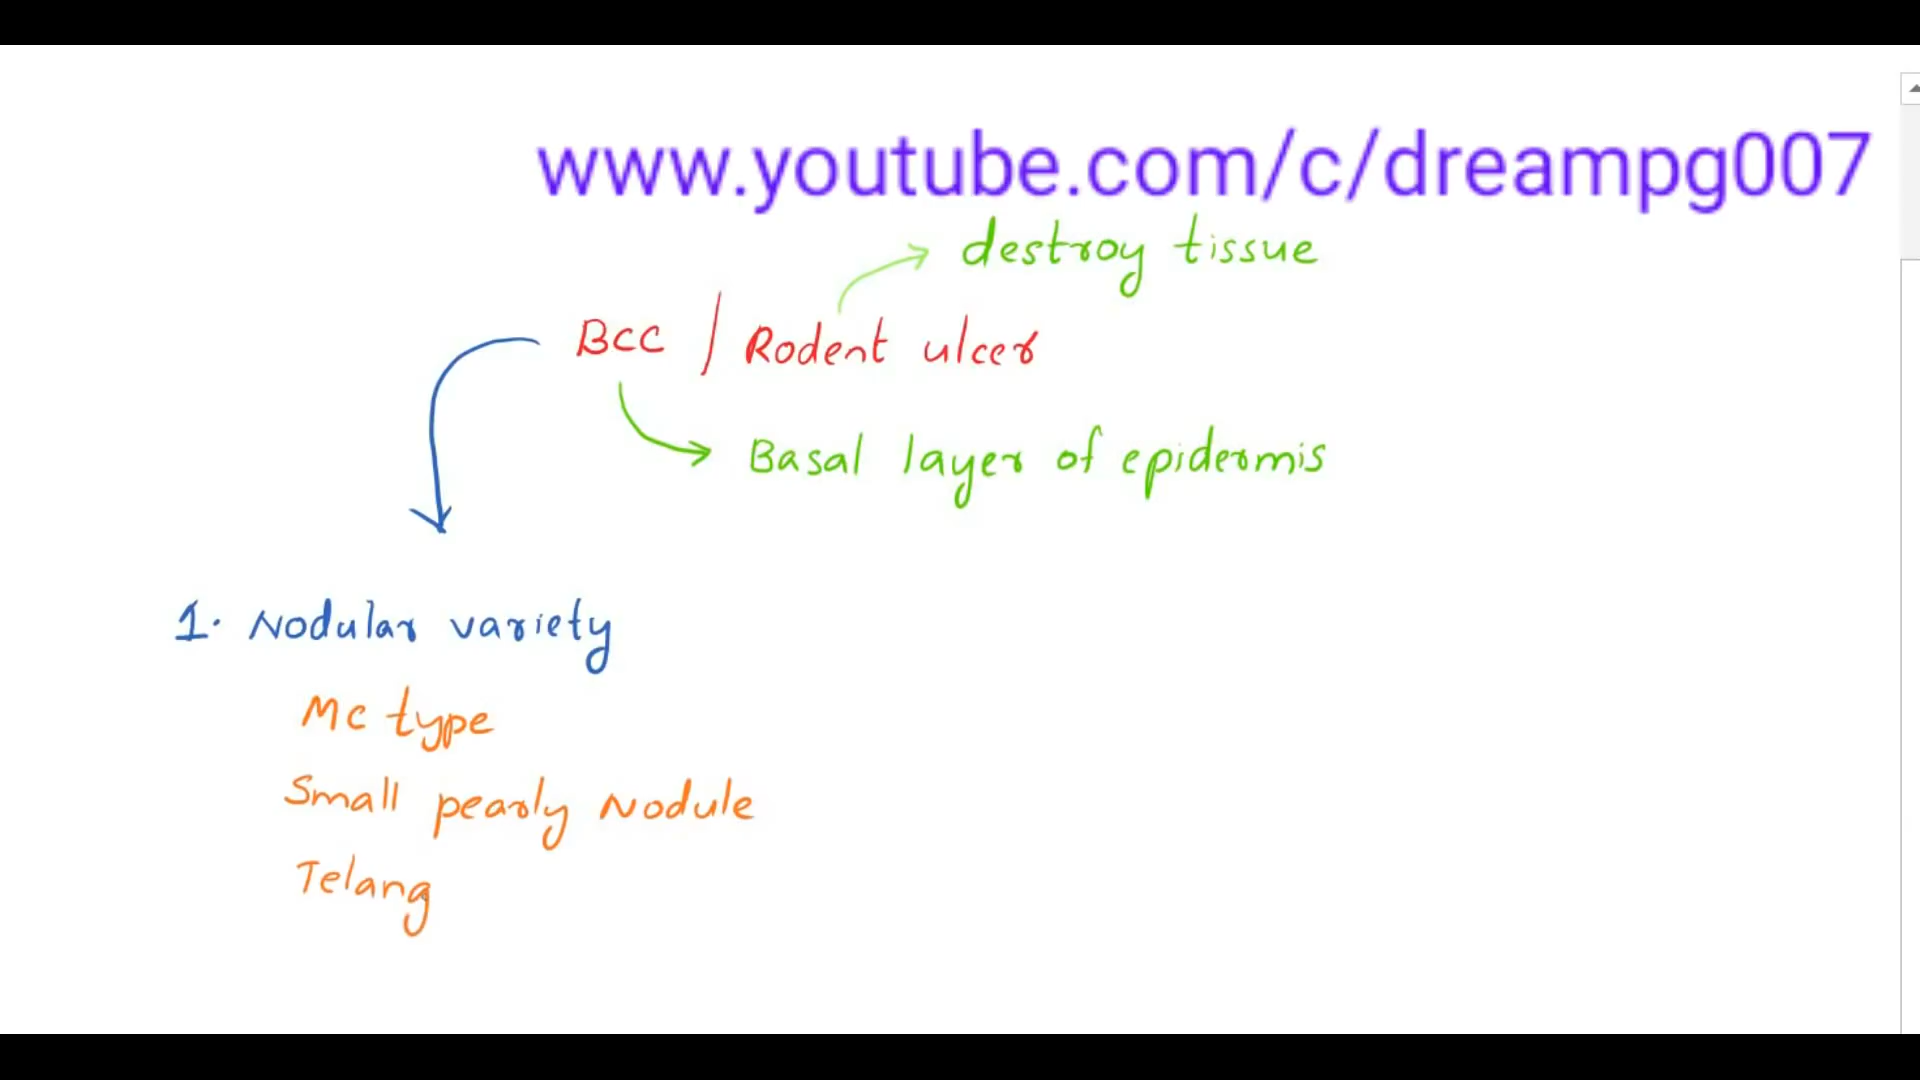 www.youtube.com/c/dreampg007
destroy tissue
BCC / Rodent ulcer
Basal layer of epidermis
1. Nodular variety
MC type
Small pearly Nodule
Telang